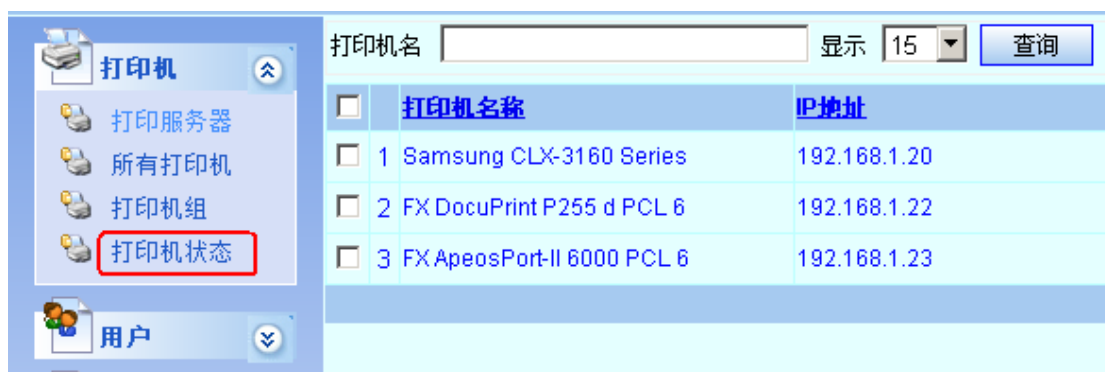 打印机
打印服务器
所有打印机
打印机组
打印机状态
用户
打印机名 显示 15 查询
打印机名称 IP地址
1 Samsung CLX-3160 Series 192.168.1.20
2 FX DocuPrint P255 d PCL 6 192.168.1.22
3 FX ApeosPort-II 6000 PCL 6 192.168.1.23